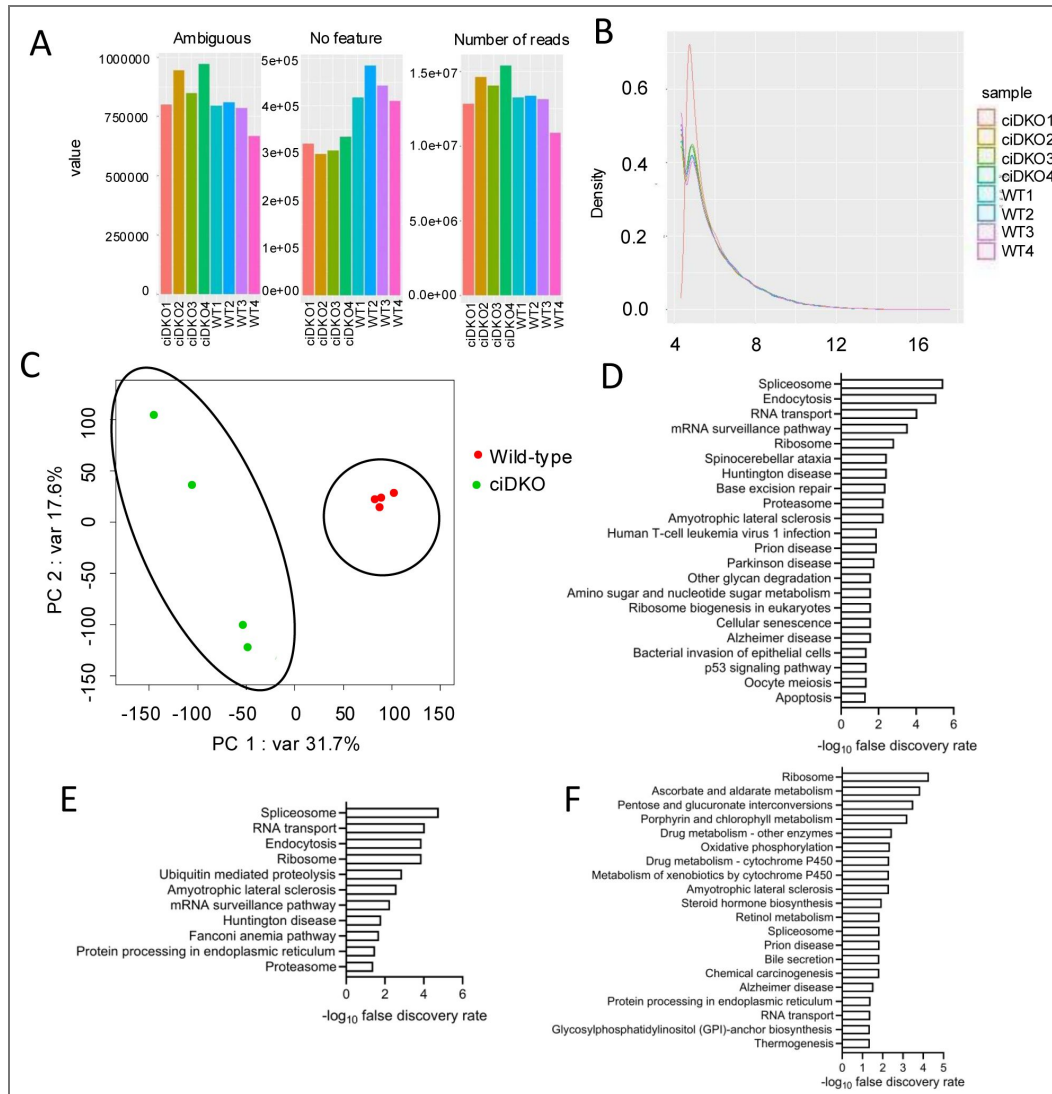 A
Ambiguous
No feature
Number of reads
value
1000000
750000
500000
250000
0
5e+05
4e+05
3e+05
2e+05
1e+05
0e+00
1.5e+07
1.0e+07
5.0e+06
0.0e+00
ciDKO1
ciDKO2
ciDKO3
ciDKO4
WT1
WT2
WT3
WT4
ciDKO1
ciDKO2
ciDKO3
ciDKO4
WT1
WT2
WT3
WT4
ciDKO1
ciDKO2
ciDKO3
ciDKO4
WT1
WT2
WT3
WT4
B
Density
0.6
0.4
0.2
0.0
4 8 12 16
sample
ciDKO1
ciDKO2
ciDKO3
ciDKO4
WT1
WT2
WT3
WT4
C
PC 2 : var 17.6%
100
50
0
-50
-100
-150
-150 -100 -50 0 50 100 150
PC 1 : var 31.7%
Wild-type
ciDKO
D
Spliceosome
Endocytosis
RNA transport
mRNA surveillance pathway
Ribosome
Spinocerebellar ataxia
Huntington disease
Base excision repair
Proteasome
Amyotrophic lateral sclerosis
Human T-cell leukemia virus 1 infection
Prion disease
Parkinson disease
Other glycan degradation
Amino sugar and nucleotide sugar metabolism
Ribosome biogenesis in eukaryotes
Cellular senescence
Alzheimer disease
Bacterial invasion of epithelial cells
p53 signaling pathway
Oocyte meiosis
Apoptosis
0 2 4 6
-log10 false discovery rate
E
Spliceosome
RNA transport
Endocytosis
Ribosome
Ubiquitin mediated proteolysis
Amyotrophic lateral sclerosis
mRNA surveillance pathway
Huntington disease
Fanconi anemia pathway
Protein processing in endoplasmic reticulum
Proteasome
0 2 4 6
-log10 false discovery rate
F
Ribosome
Ascorbate and aldarate metabolism
Pentose and glucuronate interconversions
Porphyrin and chlorophyll metabolism
Drug metabolism - other enzymes
Oxidative phosphorylation
Drug metabolism - cytochrome P450
Metabolism of xenobiotics by cytochrome P450
Amyotrophic lateral sclerosis
Steroid hormone biosynthesis
Retinol metabolism
Spliceosome
Prion disease
Bile secretion
Chemical carcinogenesis
Alzheimer disease
Protein processing in endoplasmic reticulum
RNA transport
Glycosylphosphatidylinositol (GPI)-anchor biosynthesis
Thermogenesis
0 1 2 3 4 5
-log10 false discovery rate